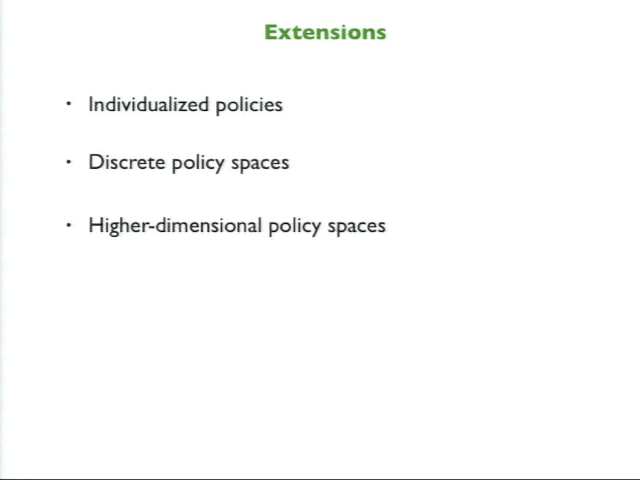 Extensions
• Individualized policies
• Discrete policy spaces
• Higher-dimensional policy spaces